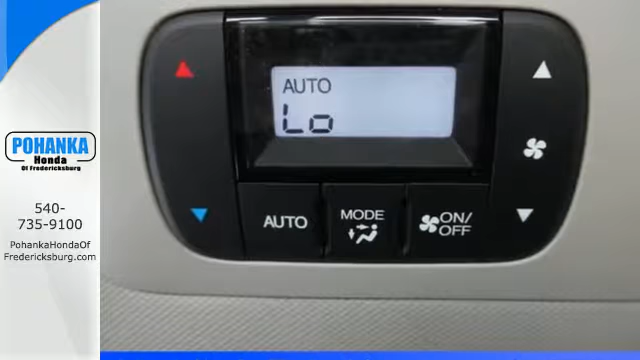 POHANKA
Honda
Of Fredericksburg
540-
735-9100
PohankaHondaOf
Fredericksburg.com
AUTO
Lo
AUTO
MODE
ON/
OFF